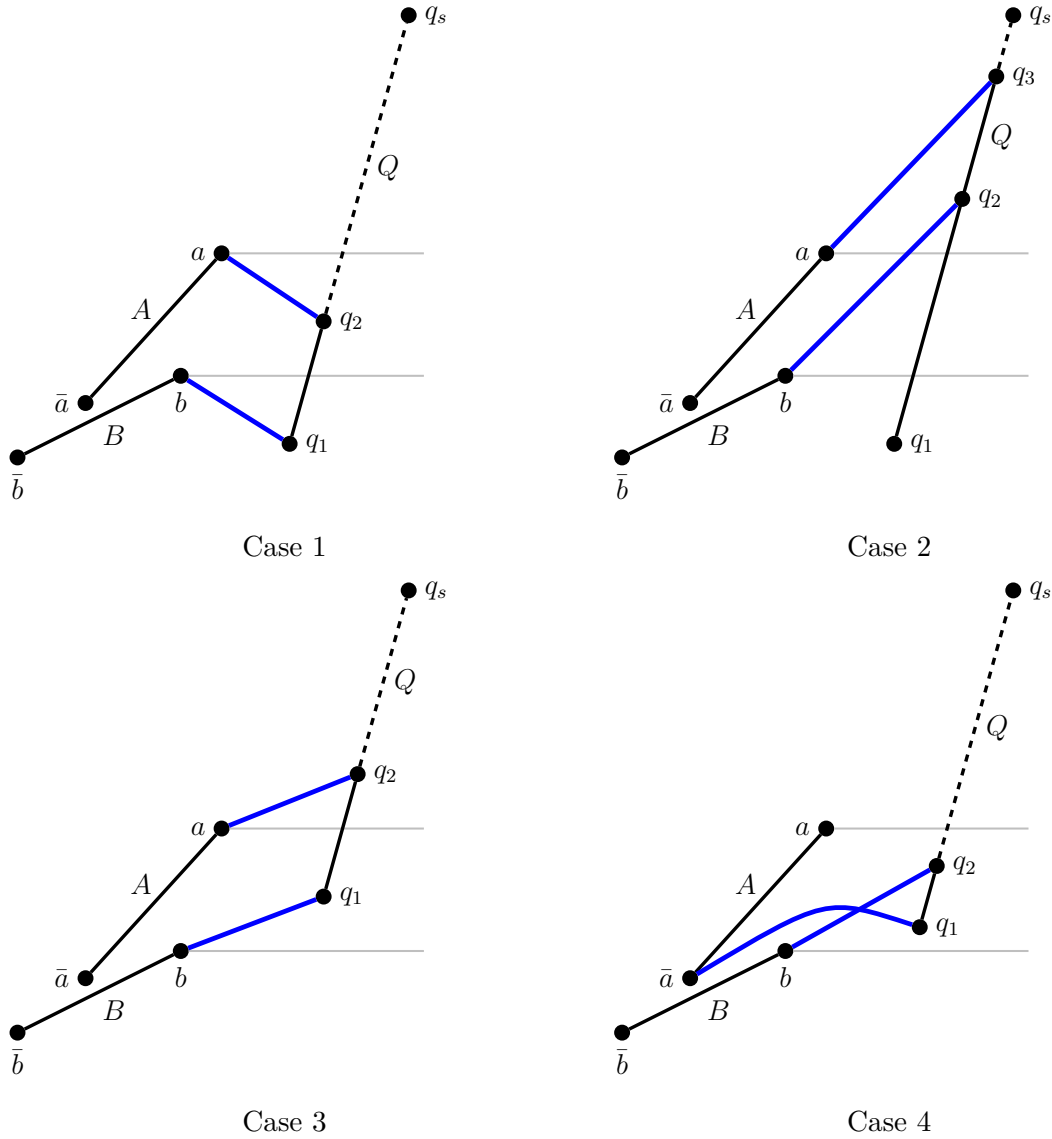 q_s
Q
a
q_2
A
ā
b
B
q_1
b̄
Case 1
q_s
q_3
Q
q_2
a
A
ā
b
B
q_1
b̄
Case 2
q_s
Q
q_2
a
A
q_1
ā
b
B
b̄
Case 3
q_s
Q
a
q_2
A
q_1
ā
b
B
b̄
Case 4